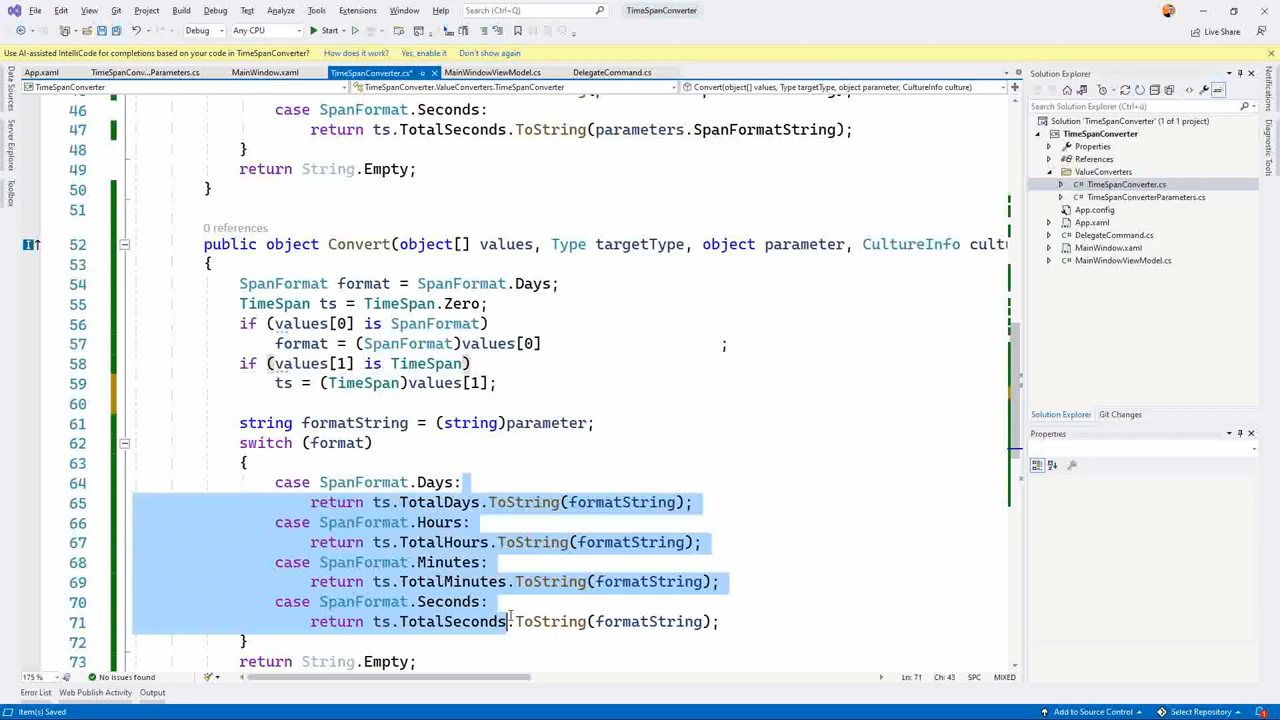 File Edit View Git Project Build Debug Test Analyze Tools Extensions Window Help Search (Ctrl+Q) TimeSpanConverter
Debug Any CPU Start Live Share
Use AI-assisted IntelliCode for completions based on your code in TimeSpanConverter? How does it work? Yes, enable it Don't show again
App.xaml TimeSpanConv...Parameters.cs MainWindow.xaml TimeSpanConverter.cs* MainWindowViewModel.cs DelegateCommand.cs
TimeSpanConverter TimeSpanConverter.ValueConverters.TimeSpanConverter Convert(object[] values, Type targetType, object parameter, CultureInfo culture)
46 case SpanFormat.Seconds:
47 return ts.TotalSeconds.ToString(parameters.SpanFormatString);
48 }
49 return String.Empty;
50 }
51
0 references
52 public object Convert(object[] values, Type targetType, object parameter, CultureInfo cult
53 {
54 SpanFormat format = SpanFormat.Days;
55 TimeSpan ts = TimeSpan.Zero;
56 if (values[0] is SpanFormat)
57 format = (SpanFormat)values[0] ;
58 if (values[1] is TimeSpan)
59 ts = (TimeSpan)values[1];
60
61 string formatString = (string)parameter;
62 switch (format)
63 {
64 case SpanFormat.Days:
65 return ts.TotalDays.ToString(formatString);
66 case SpanFormat.Hours:
67 return ts.TotalHours.ToString(formatString);
68 case SpanFormat.Minutes:
69 return ts.TotalMinutes.ToString(formatString);
70 case SpanFormat.Seconds:
71 return ts.TotalSeconds.ToString(formatString);
72 }
73 return String.Empty;
175 % No issues found Ln: 71 Ch: 43 SPC MIXED
Error List Web Publish Activity Output
Item(s) Saved Add to Source Control Select Repository
Data Sources
Server Explorer
Toolbox
Solution Explorer
Search Solution Explorer (Ctrl+ü)
Solution 'TimeSpanConverter' (1 of 1 project)
TimeSpanConverter
Properties
References
ValueConverters
TimeSpanConverter.cs
TimeSpanConverterParameters.cs
App.config
App.xaml
DelegateCommand.cs
MainWindow.xaml
MainWindowViewModel.cs
Solution Explorer Git Changes
Properties
Notifications
Diagnostic Tools